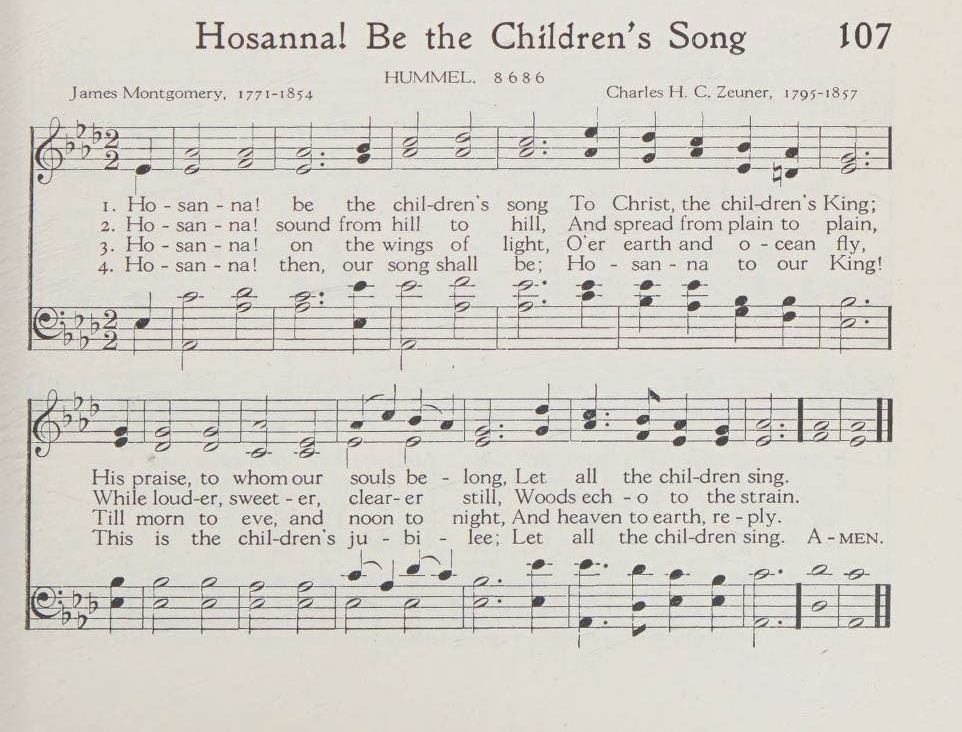 Hosanna! Be the Children's Song 107
HUMMEL. 8 6 8 6
James Montgomery, 1771-1854 Charles H. C. Zeuner, 1795-1857
2
2
1. Ho - san - na! be the chil-dren's song To Christ, the chil-dren's King;
2. Ho - san - na! sound from hill to hill, And spread from plain to plain,
3. Ho - san - na! on the wings of light, O'er earth and o - cean fly,
4. Ho - san - na! then, our song shall be; Ho - san - na to our King!
2
2
His praise, to whom our souls be - long, Let all the chil-dren sing.
While loud-er, sweet - er, clear- er still, Woods ech - o to the strain.
Till morn to eve, and noon to night, And heaven to earth, re - ply.
This is the chil-dren's ju - bi - lee; Let all the chil-dren sing. A - MEN.